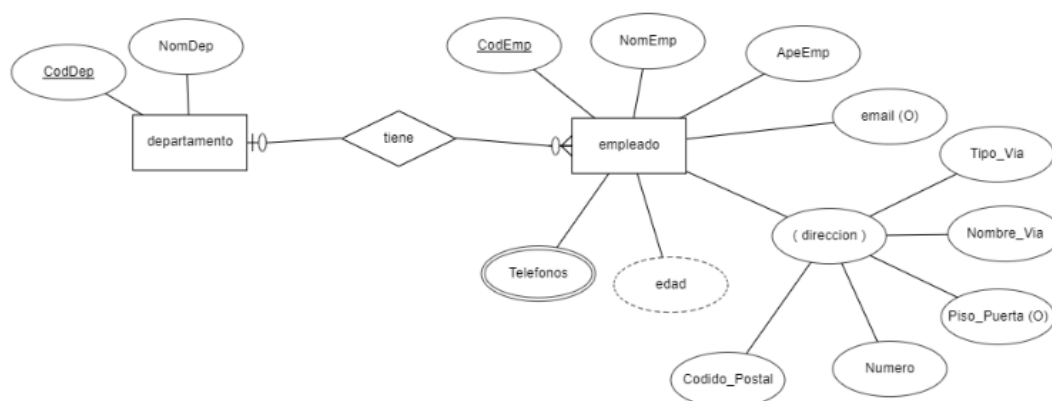 CodDep
NomDep
departamento
tiene
CodEmp
NomEmp
ApeEmp
email (O)
empleado
Telefonos
edad
( direccion )
Tipo_Via
Nombre_Via
Piso_Puerta (O)
Numero
Codido_Postal